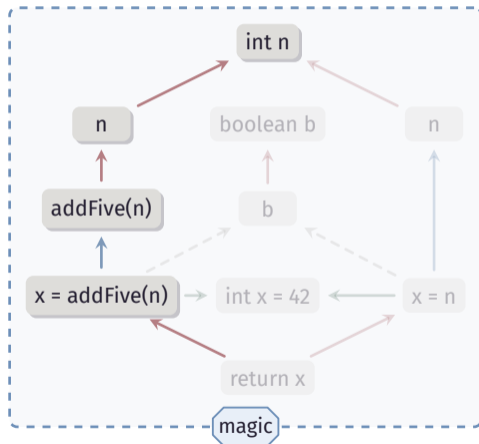 int n
n
boolean b
n
addFive(n)
b
x = addFive(n)
int x = 42
x = n
return x
magic